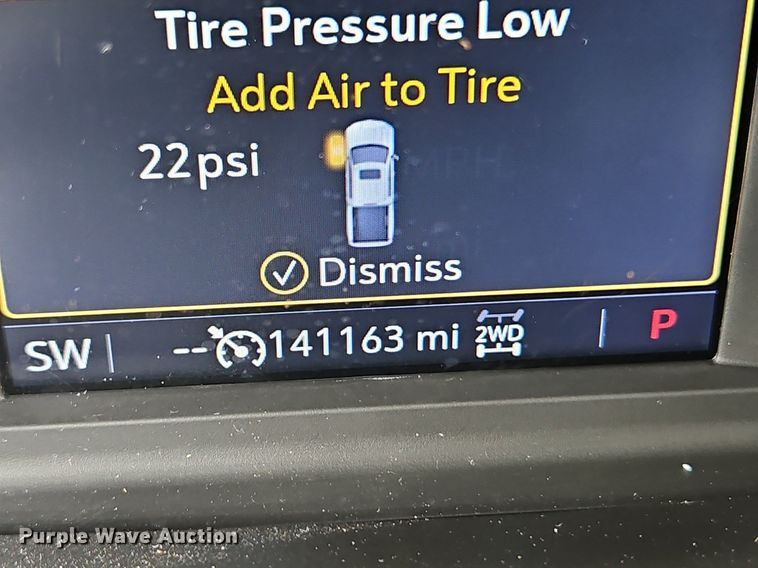 Tire Pressure Low
Add Air to Tire
22psi
Dismiss
SW -- 141163 mi 2WD P
Purple Wave Auction